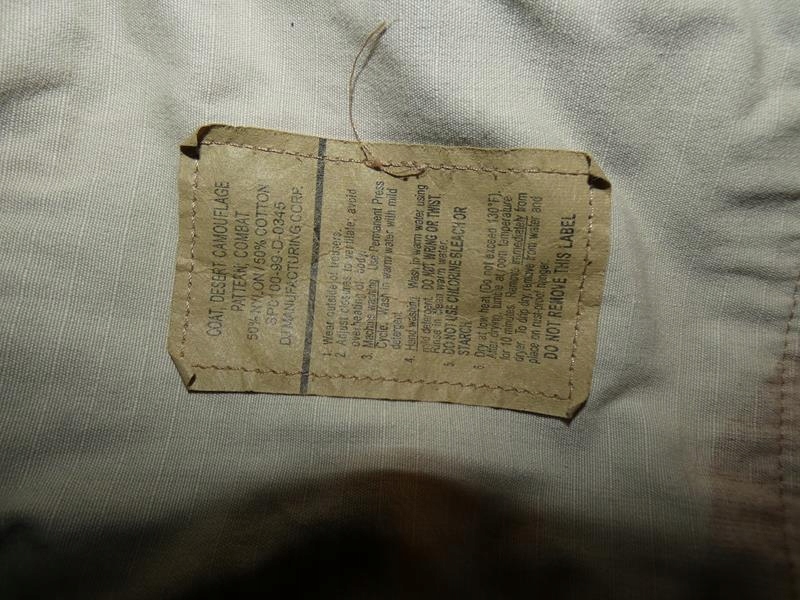 COAT, DESERT CAMOUFLAGE
PATTEAN, COMBAT
50% NYLON / 50% COTTON
SPO100-99-D-0345
DJ MANUFACTURING CORP.
1. Wear outside of trousers.
2. Adjust closures to ventilate, avoid
overheating of body.
3. Machine washing. Use Permanent Press
Cycle. Wash in warm water with mild
detergent.
4. Hand washing. Wash in warm water using
mild detergent. DO NOT WRING OR TWIST
Rinse in clean warm water.
5. DO NOT USE CHLORINE BLEACH OR
STARCH.
6. Dry at low heat (Do not exceed 130°F).
After drying, tumble at room temperature
for 10 minutes. Remove immediately from
dryer. To drip dry, remove from water and
place on rust-proof hanger.
DO NOT REMOVE THIS LABEL